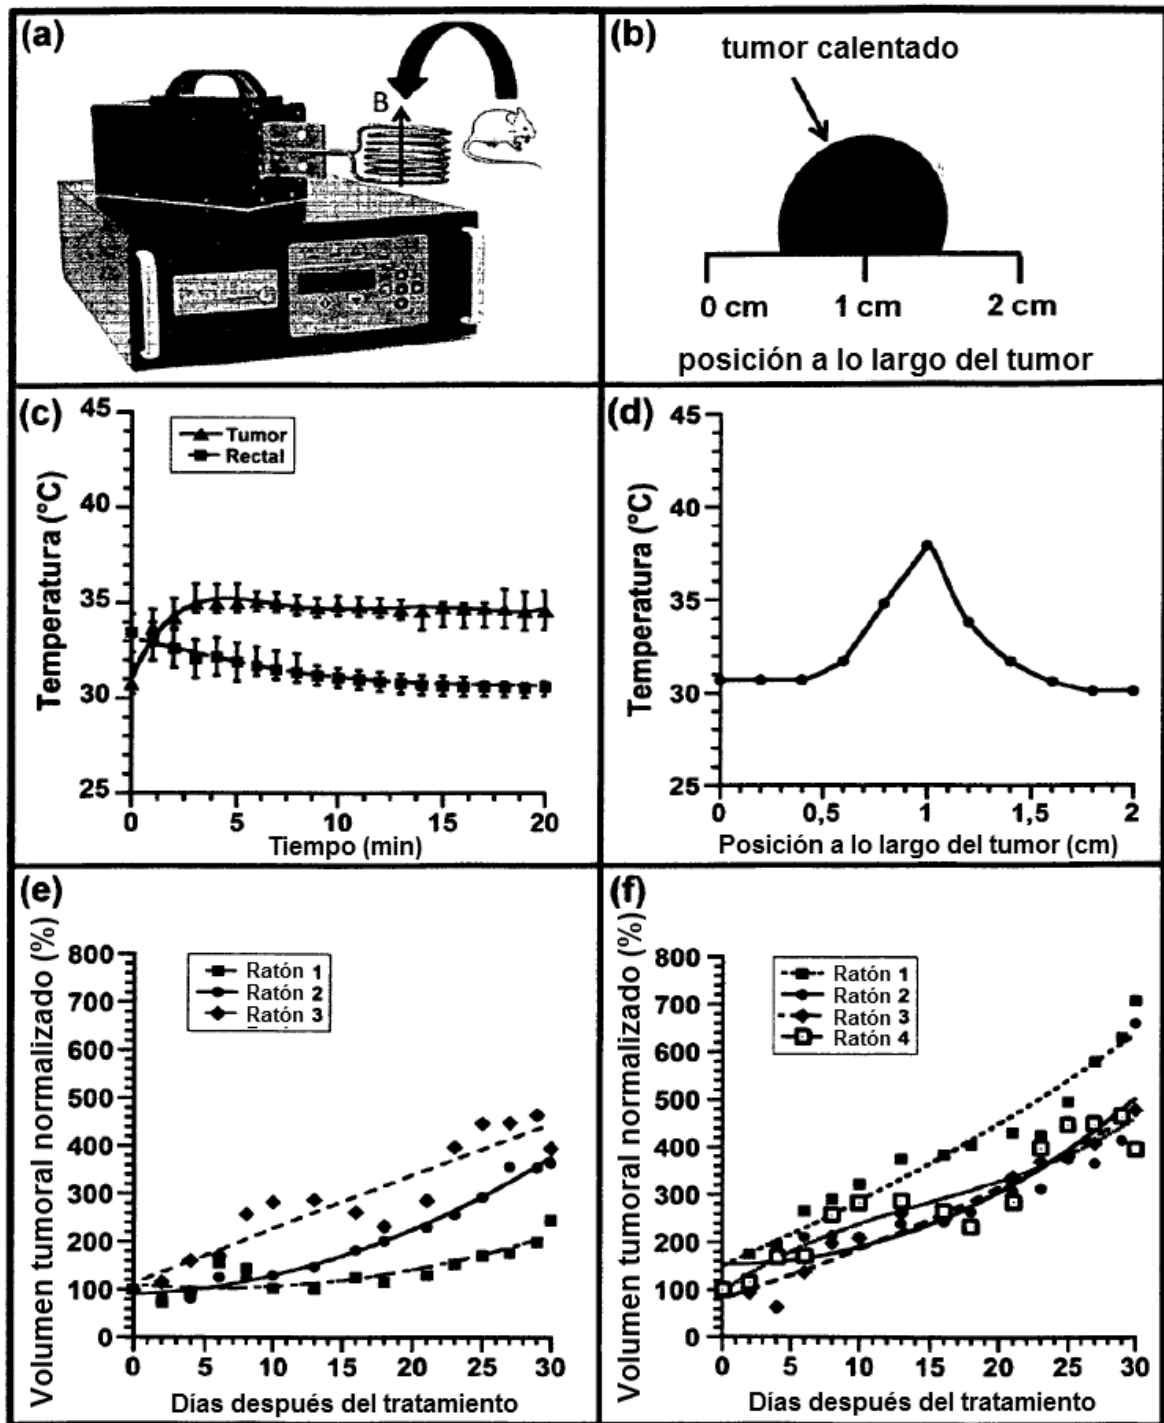 (a)
B
(b)
tumor calentado
0 cm
1 cm
2 cm
posición a lo largo del tumor
(c)
45
40
35
30
25
Temperatura (°C)
Tumor
Rectal
0
5
10
15
20
Tiempo (min)
(d)
45
40
35
30
25
Temperatura (°C)
0
0,5
1
1,5
2
Posición a lo largo del tumor (cm)
(e)
Volumen tumoral normalizado (%)
800
700
600
500
400
300
200
100
0
Ratón 1
Ratón 2
Ratón 3
0
5
10
15
20
25
30
Días después del tratamiento
(f)
Volumen tumoral normalizado (%)
800
700
600
500
400
300
200
100
0
Ratón 1
Ratón 2
Ratón 3
Ratón 4
0
5
10
15
20
25
30
Días después del tratamiento